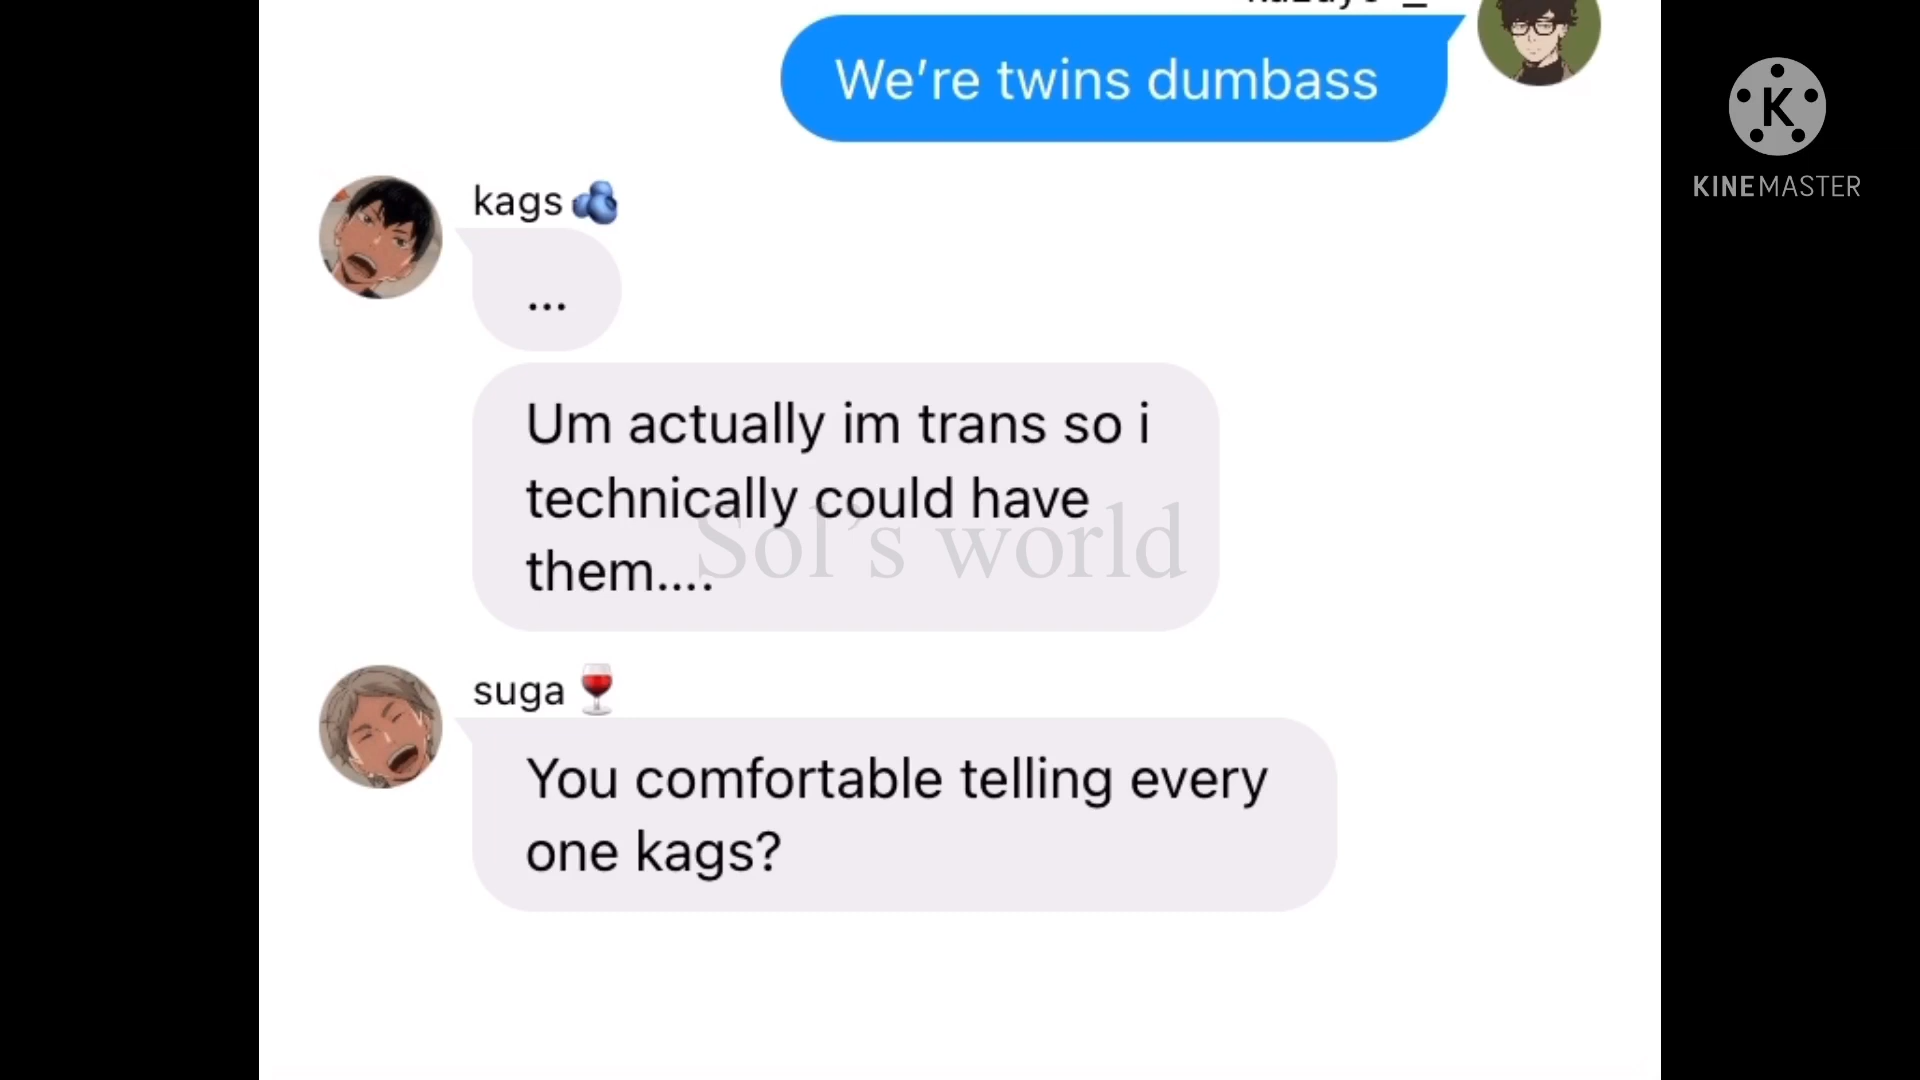 We're twins dumbass
K
KINEMASTER
kags
...
Um actually im trans so i
technically could have
them....
Sol's world
suga
You comfortable telling every
one kags?